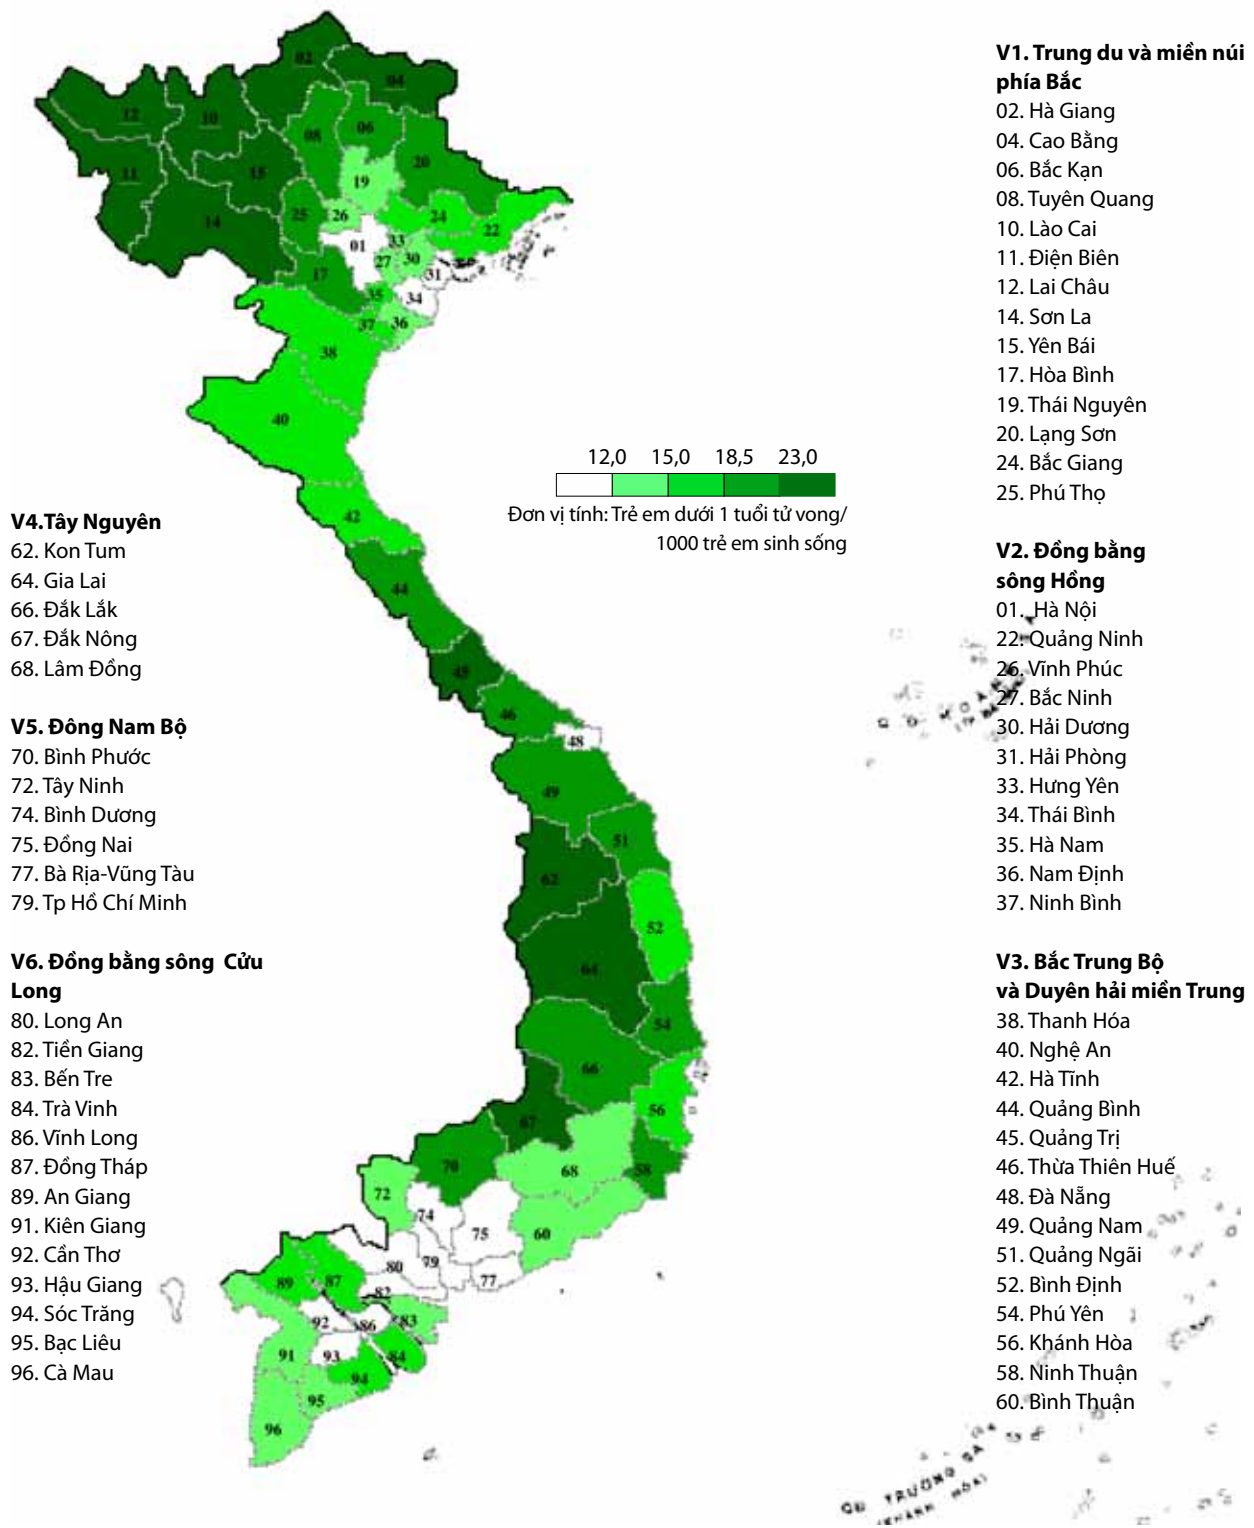 V1. Trung du và miền núi
phía Bắc
02. Hà Giang
04. Cao Bằng
06. Bắc Kạn
08. Tuyên Quang
10. Lào Cai
11. Điện Biên
12. Lai Châu
14. Sơn La
15. Yên Bái
17. Hòa Bình
19. Thái Nguyên
20. Lạng Sơn
24. Bắc Giang
25. Phú Thọ
V2. Đồng bằng
sông Hồng
01. Hà Nội
22. Quảng Ninh
26. Vĩnh Phúc
27. Bắc Ninh
30. Hải Dương
31. Hải Phòng
33. Hưng Yên
34. Thái Bình
35. Hà Nam
36. Nam Định
37. Ninh Bình
V3. Bắc Trung Bộ
và Duyên hải miền Trung
38. Thanh Hóa
40. Nghệ An
42. Hà Tĩnh
44. Quảng Bình
45. Quảng Trị
46. Thừa Thiên Huế
48. Đà Nẵng
49. Quảng Nam
51. Quảng Ngãi
52. Bình Định
54. Phú Yên
56. Khánh Hòa
58. Ninh Thuận
60. Bình Thuận
V4.Tây Nguyên
62. Kon Tum
64. Gia Lai
66. Đắk Lắk
67. Đắk Nông
68. Lâm Đồng
V5. Đông Nam Bộ
70. Bình Phước
72. Tây Ninh
74. Bình Dương
75. Đồng Nai
77. Bà Rịa-Vũng Tàu
79. Tp Hồ Chí Minh
V6. Đồng bằng sông Cửu
Long
80. Long An
82. Tiền Giang
83. Bến Tre
84. Trà Vinh
86. Vĩnh Long
87. Đồng Tháp
89. An Giang
91. Kiên Giang
92. Cần Thơ
93. Hậu Giang
94. Sóc Trăng
95. Bạc Liêu
96. Cà Mau
12,0 15,0 18,5 23,0
Đơn vị tính: Trẻ em dưới 1 tuổi tử vong/
1000 trẻ em sinh sống
02
04
12
10
08
06
20
11
15
19
14
25
26
24
22
01
33
27
30
31
17
35
34
37
36
38
40
42
44
45
46
48
49
51
62
52
64
54
66
56
67
70
68
58
72
74
75
60
80
79
77
89
87
82
92
86
83
91
93
84
94
95
96
QĐ TRƯỜNG SA
(KHÁNH HÒA)